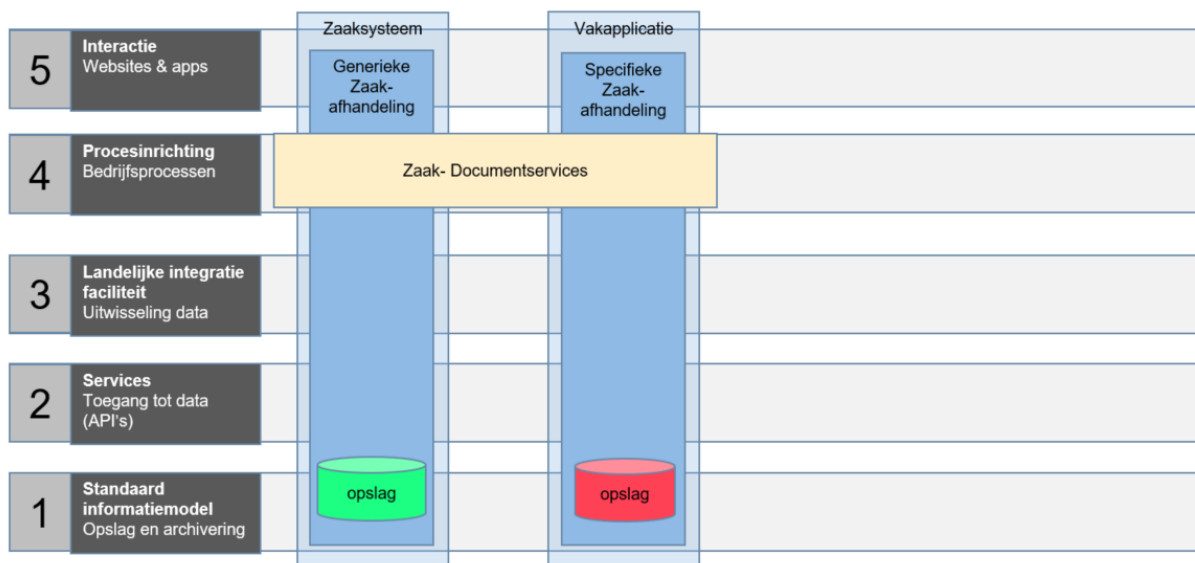 Zaaksysteem
Vakapplicatie
5
Interactie
Websites & apps
Generieke
Zaak-
afhandeling
Specifieke
Zaak-
afhandeling
4
Procesinrichting
Bedrijfsprocessen
Zaak- Documentservices
3
Landelijke integratie
faciliteit
Uitwisseling data
2
Services
Toegang tot data
(API's)
1
Standaard
informatiemodel
Opslag en archivering
opslag
opslag